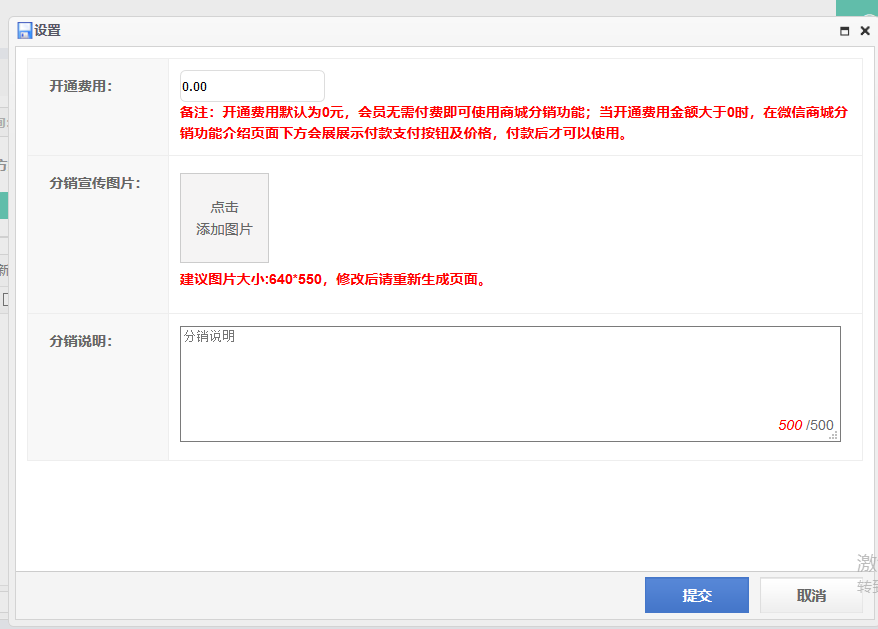 设置
开通费用：
0.00
备注：开通费用默认为0元，会员无需付费即可使用商城分销功能；当开通费用金额大于0时，在微信商城分
销功能介绍页面下方会展展示付款支付按钮及价格，付款后才可以使用。
分销宣传图片：
点击
添加图片
建议图片大小:640*550，修改后请重新生成页面。
分销说明：
分销说明
500 /500
激
转到
提交
取消
方
新